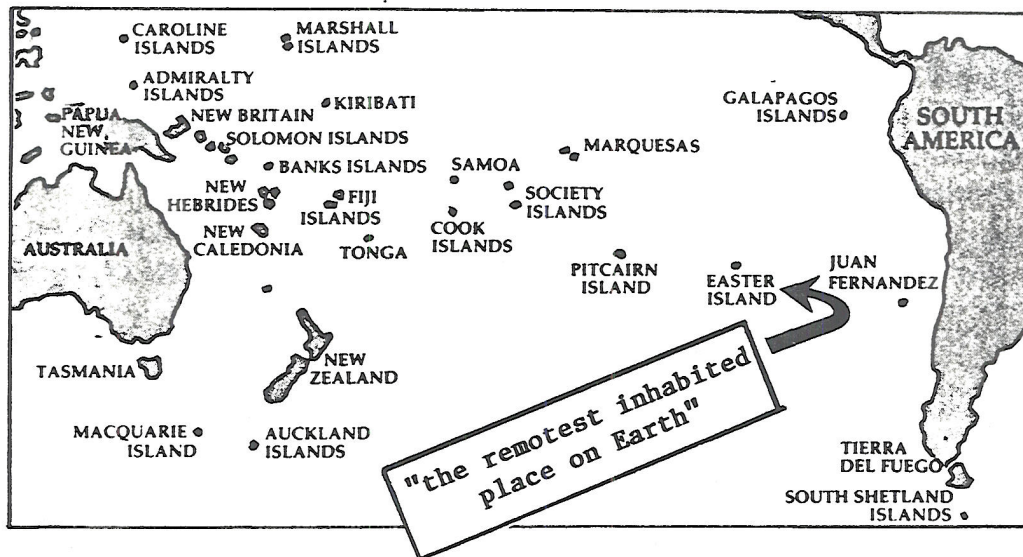 CAROLINE
ISLANDS
MARSHALL
ISLANDS
ADMIRALTY
ISLANDS
PAPUA
NEW
GUINEA
NEW BRITAIN
KIRIBATI
SOLOMON ISLANDS
GALAPAGOS
ISLANDS
SOUTH
AMERICA
BANKS ISLANDS
SAMOA
MARQUESAS
NEW
HEBRIDES
FIJI
ISLANDS
SOCIETY
ISLANDS
COOK
ISLANDS
AUSTRALIA
NEW
CALEDONIA
TONGA
PITCAIRN
ISLAND
EASTER
ISLAND
JUAN
FERNANDEZ
TASMANIA
NEW
ZEALAND
"the remotest inhabited
place on Earth"
MACQUARIE
ISLAND
AUCKLAND
ISLANDS
TIERRA
DEL FUEGO
SOUTH SHETLAND
ISLANDS